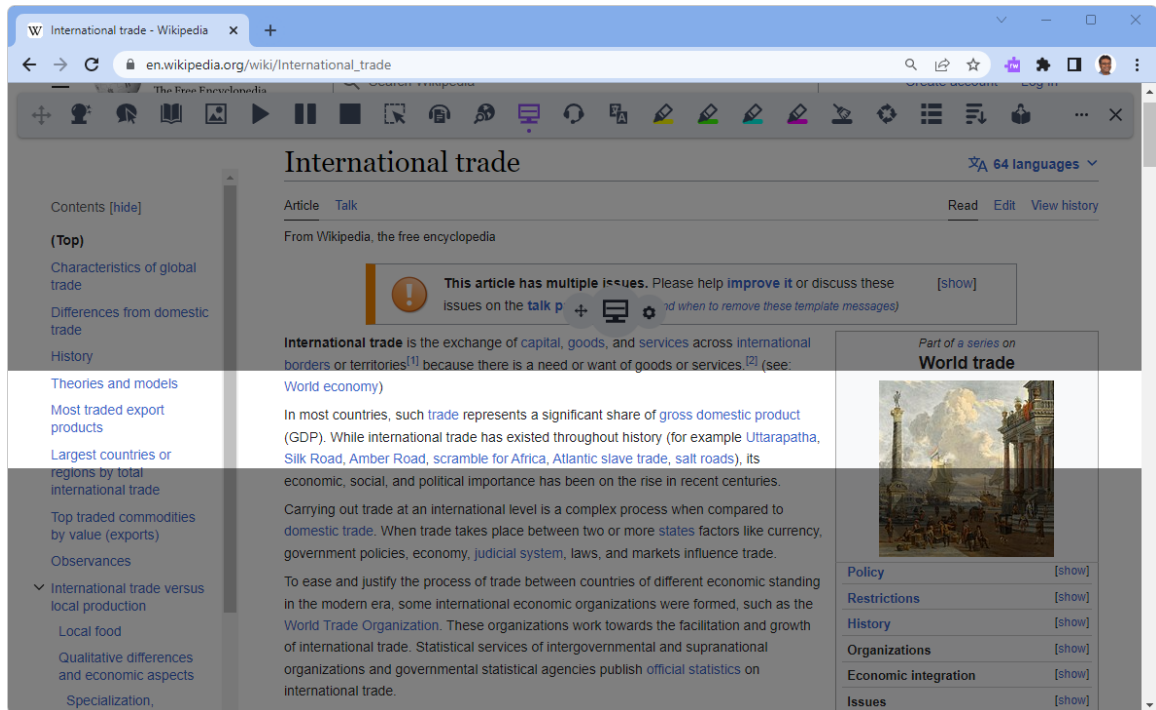 International trade - Wikipedia
en.wikipedia.org/wiki/International_trade
The Free Encyclopedia
Search Wikipedia
Create account Log in
International trade
64 languages
Contents [hide]
(Top)
Characteristics of global
trade
Differences from domestic
trade
History
Theories and models
Most traded export
products
Largest countries or
regions by total
international trade
Top traded commodities
by value (exports)
Observances
International trade versus
local production
Local food
Qualitative differences
and economic aspects
Specialization,
Article Talk
Read Edit View history
From Wikipedia, the free encyclopedia
This article has multiple issues. Please help improve it or discuss these
issues on the talk p nd when to remove these template messages)
[show]
International trade is the exchange of capital, goods, and services across international
borders or territories[1] because there is a need or want of goods or services.[2] (see:
World economy)
In most countries, such trade represents a significant share of gross domestic product
(GDP). While international trade has existed throughout history (for example Uttarapatha,
Silk Road, Amber Road, scramble for Africa, Atlantic slave trade, salt roads), its
economic, social, and political importance has been on the rise in recent centuries.
Carrying out trade at an international level is a complex process when compared to
domestic trade. When trade takes place between two or more states factors like currency,
government policies, economy, judicial system, laws, and markets influence trade.
To ease and justify the process of trade between countries of different economic standing
in the modern era, some international economic organizations were formed, such as the
World Trade Organization. These organizations work towards the facilitation and growth
of international trade. Statistical services of intergovernmental and supranational
organizations and governmental statistical agencies publish official statistics on
international trade.
Part of a series on
World trade
Policy [show]
Restrictions [show]
History [show]
Organizations [show]
Economic integration [show]
Issues [show]